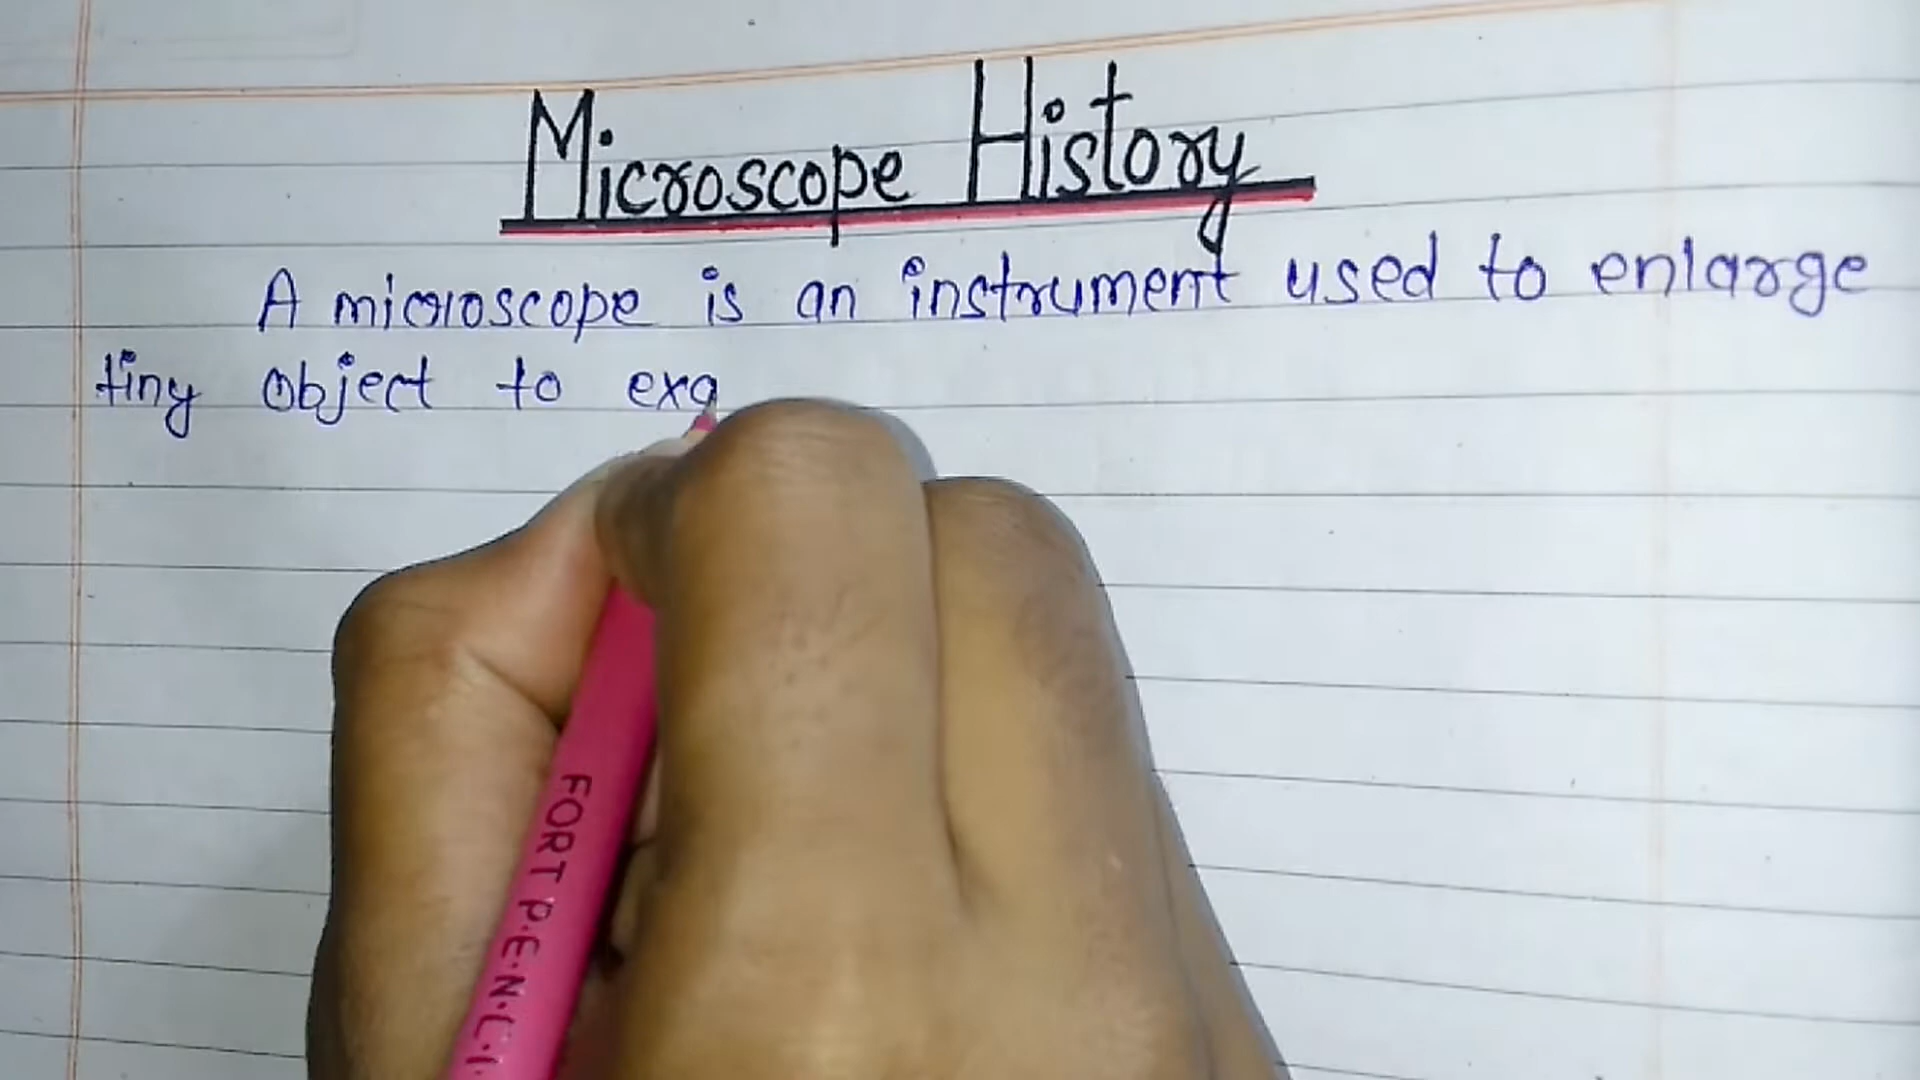 Microscope History
A microscope is an instrument used to enlarge
tiny object to exa
FORT P.E.N.C.I.